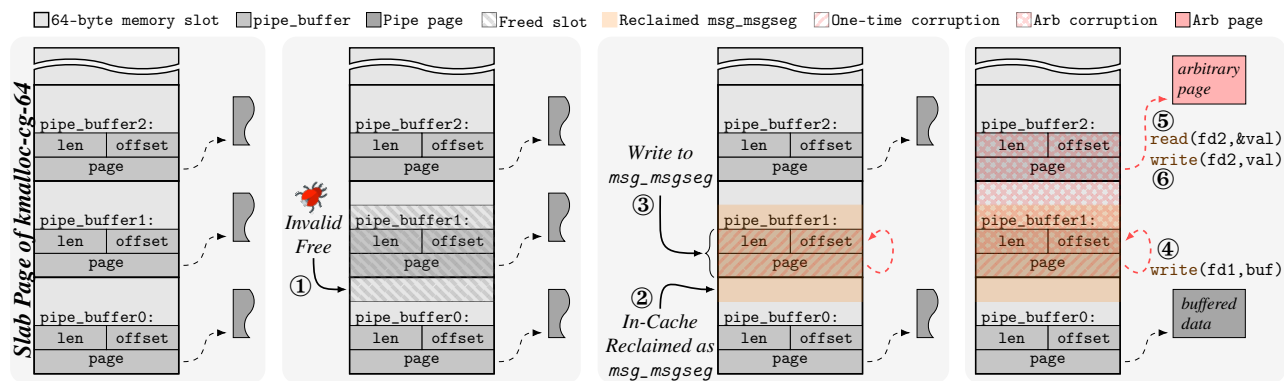 64-byte memory slot pipe_buffer Pipe page Freed slot Reclaimed msg_msgseg One-time corruption Arb corruption Arb page
Slab Page of kmalloc-cg-64
pipe_buffer2:
len offset
page
pipe_buffer1:
len offset
page
pipe_buffer0:
len offset
page
Invalid
Free
①
pipe_buffer2:
len offset
page
pipe_buffer1:
len offset
page
pipe_buffer0:
len offset
page
Write to
msg_msgseg
③
②
In-Cache
Reclaimed as
msg_msgseg
pipe_buffer2:
len offset
page
pipe_buffer1:
len offset
page
pipe_buffer0:
len offset
page
pipe_buffer2:
len offset
page
pipe_buffer1:
len offset
page
pipe_buffer0:
len offset
page
arbitrary
page
⑤
read(fd2,&val)
write(fd2,val)
⑥
④
write(fd1,buf)
buffered
data